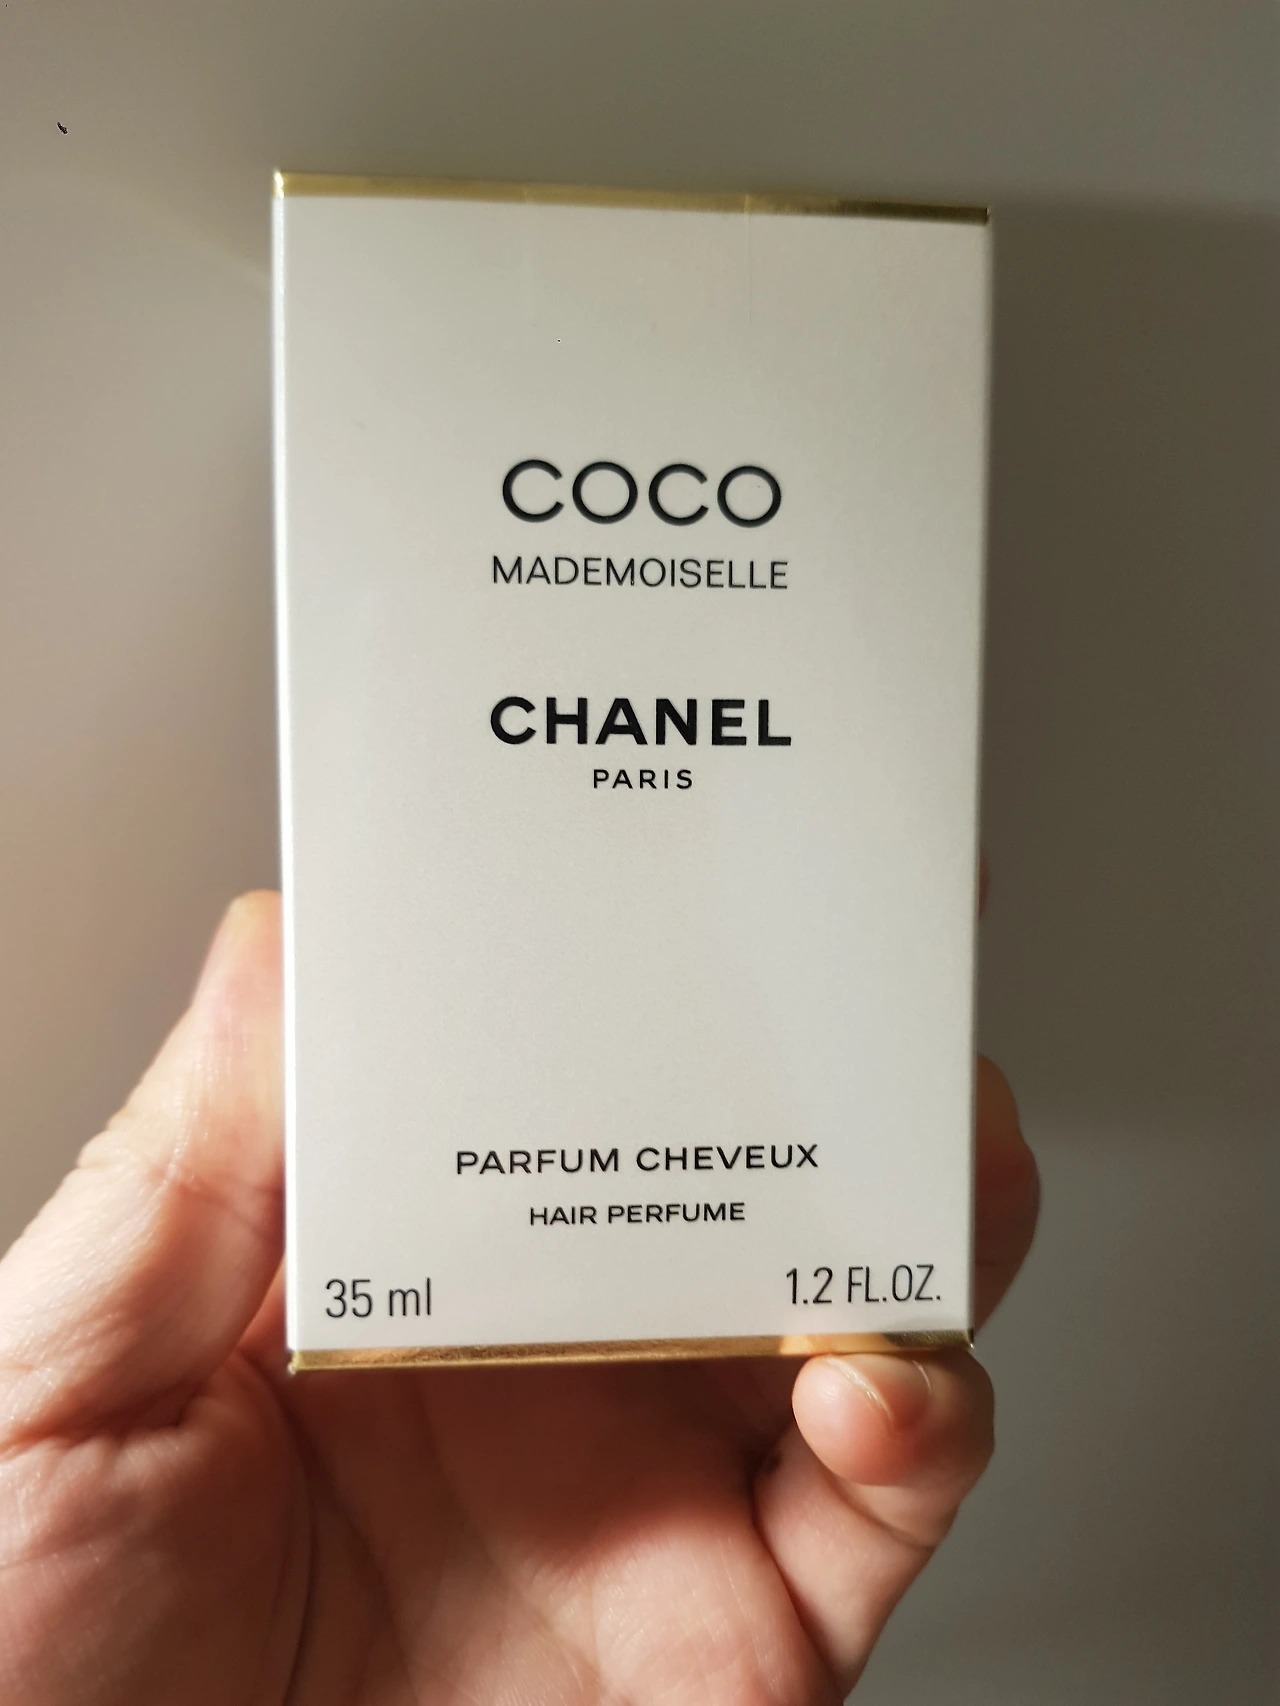 COCO
MADEMOISELLE
CHANEL
PARIS
PARFUM CHEVEUX
HAIR PERFUME
35 ml 1.2 FL.OZ.